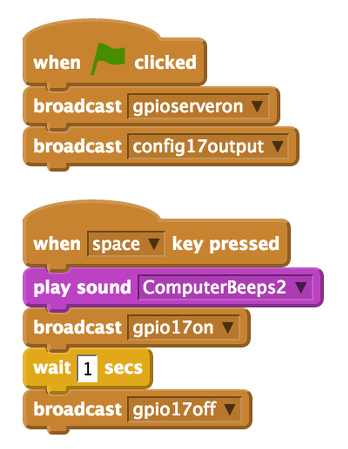 when clicked
broadcast gpioserveron
broadcast config17output
when space key pressed
play sound ComputerBeeps2
broadcast gpio17on
wait 1 secs
broadcast gpio17off